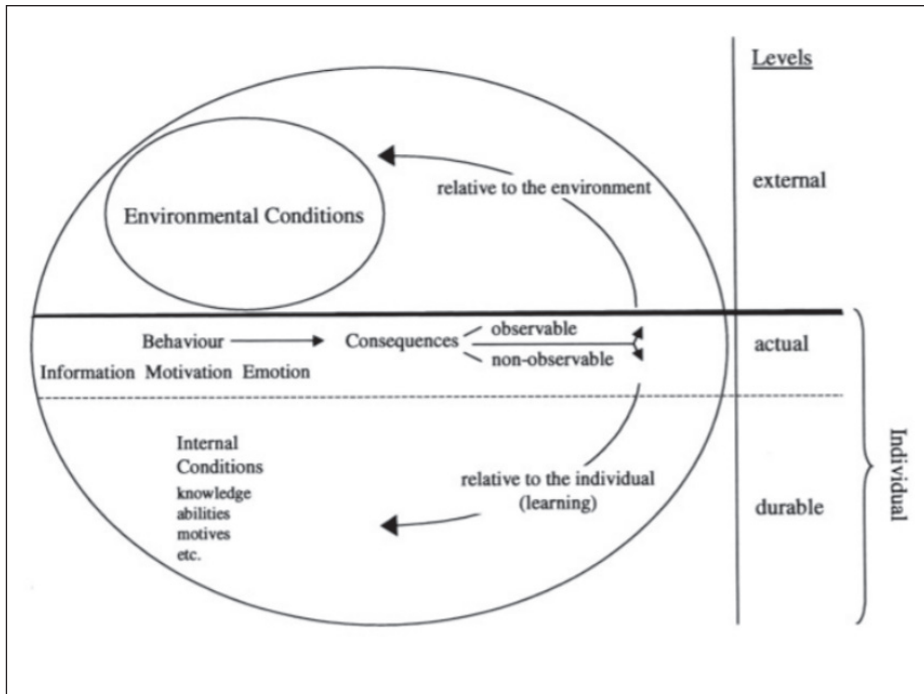 Levels
external
relative to the environment
Environmental Conditions
Behaviour
Consequences
observable
non-observable
actual
Information Motivation Emotion
Internal
Conditions
knowledge
abilities
motives
etc.
relative to the individual
(learning)
durable
Individual